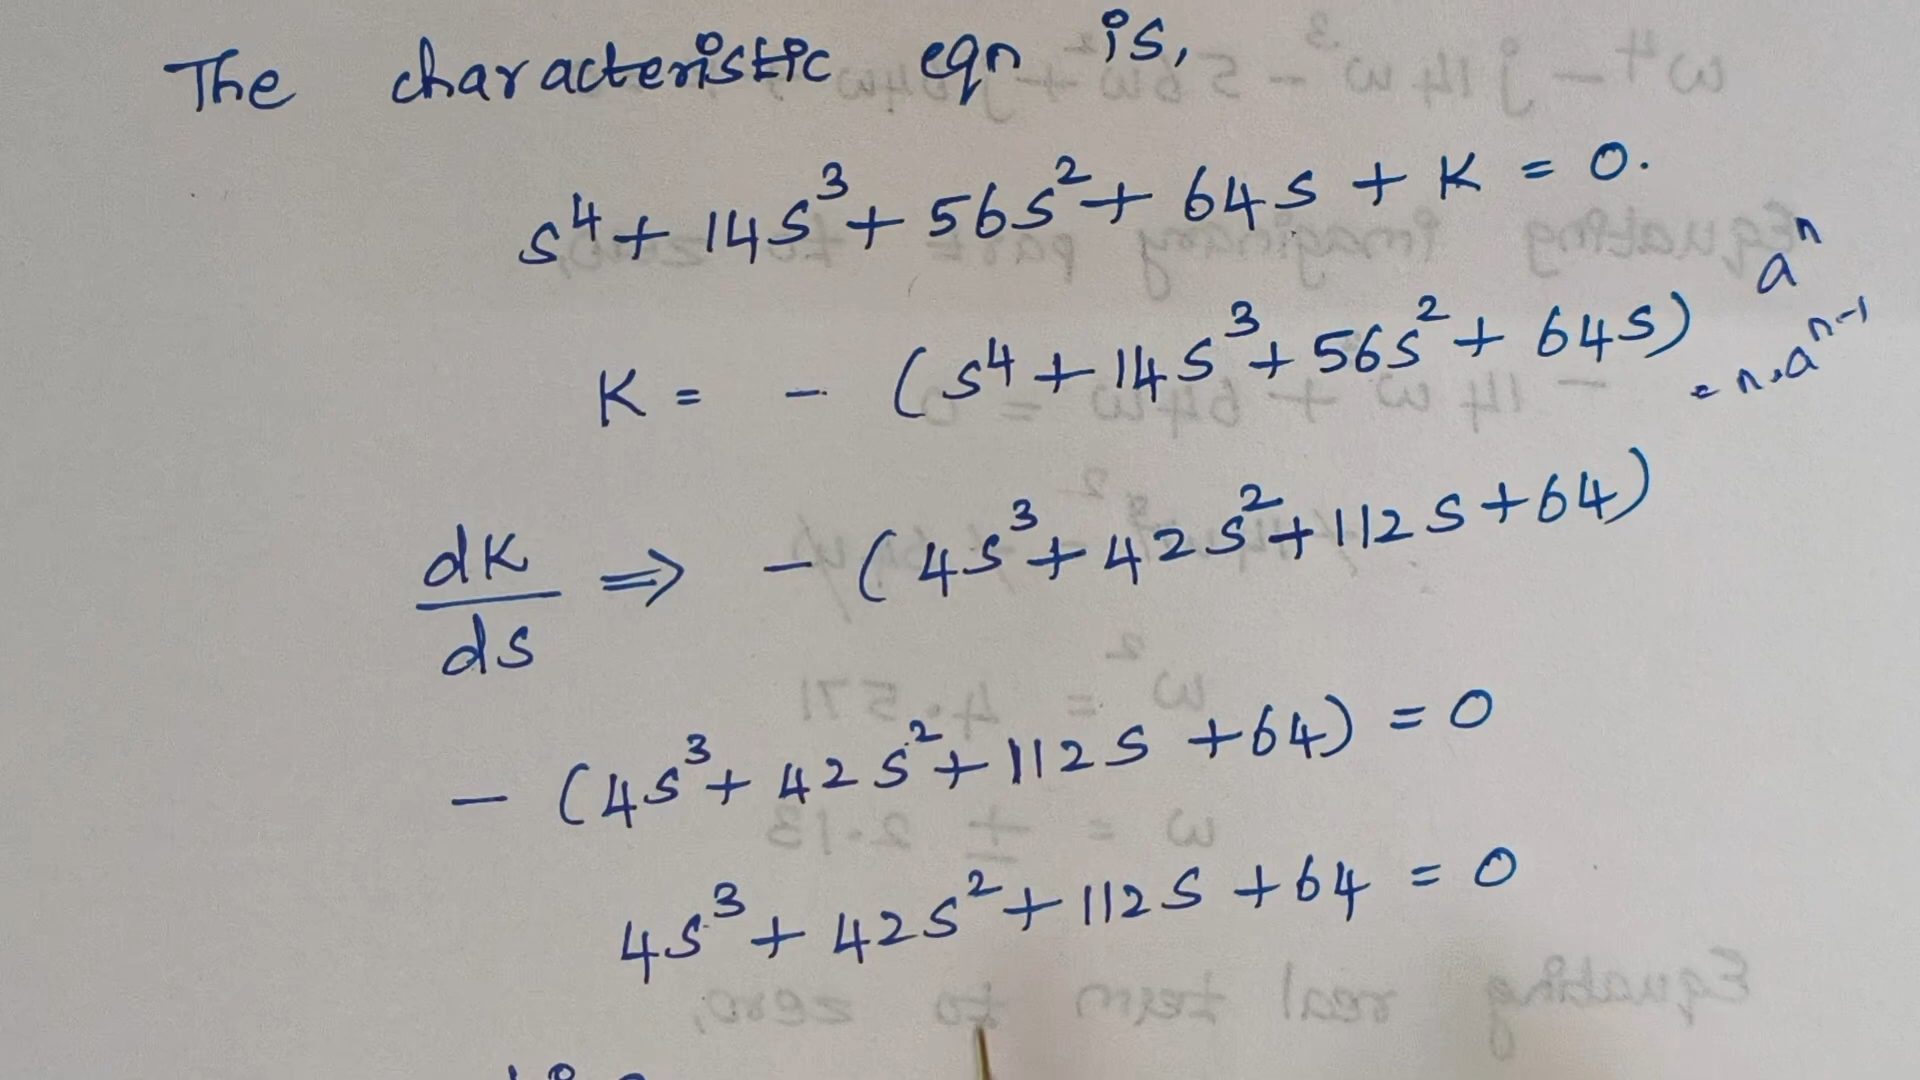 The characteristic eqn is,
s⁴ + 14s³ + 56s² + 64s + K = 0.
K = - (s⁴ + 14s³ + 56s² + 64s)
aⁿ
= n.aⁿ⁻¹
dK/ds ⇒ - (4s³ + 42s² + 112s + 64)
- (4s³ + 42s² + 112s + 64) = 0
4s³ + 42s² + 112s + 64 = 0